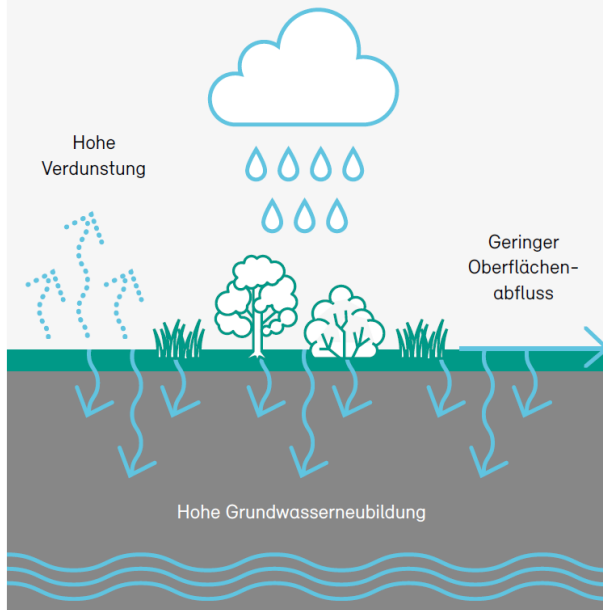 Hohe
Verdunstung
Geringer
Oberflächen-
abfluss
Hohe Grundwasserneubildung